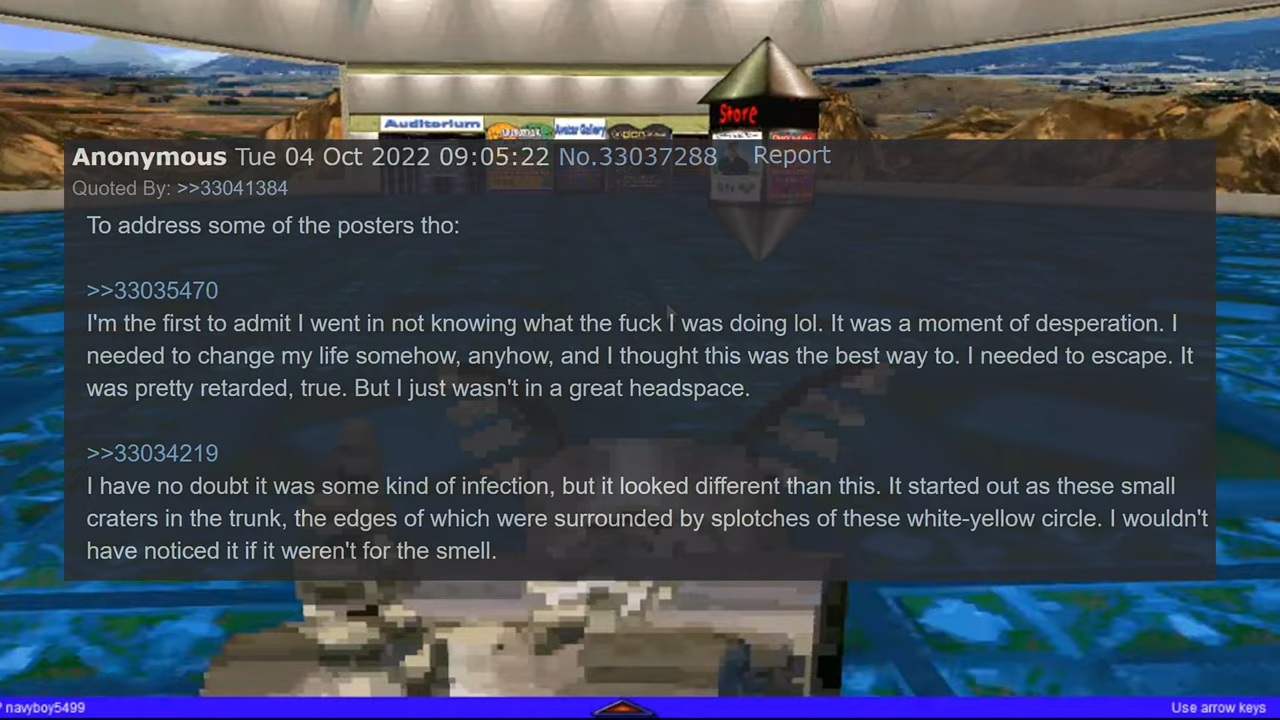 Auditorium
Avatar Gallery
Store
Anonymous Tue 04 Oct 2022 09:05:22 No.33037288 Report
Quoted By: >>33041384
To address some of the posters tho:
>>33035470
I'm the first to admit I went in not knowing what the fuck I was doing lol. It was a moment of desperation. I
needed to change my life somehow, anyhow, and I thought this was the best way to. I needed to escape. It
was pretty retarded, true. But I just wasn't in a great headspace.
>>33034219
I have no doubt it was some kind of infection, but it looked different than this. It started out as these small
craters in the trunk, the edges of which were surrounded by splotches of these white-yellow circle. I wouldn't
have noticed it if it weren't for the smell.
navyboy5499
Use arrow keys